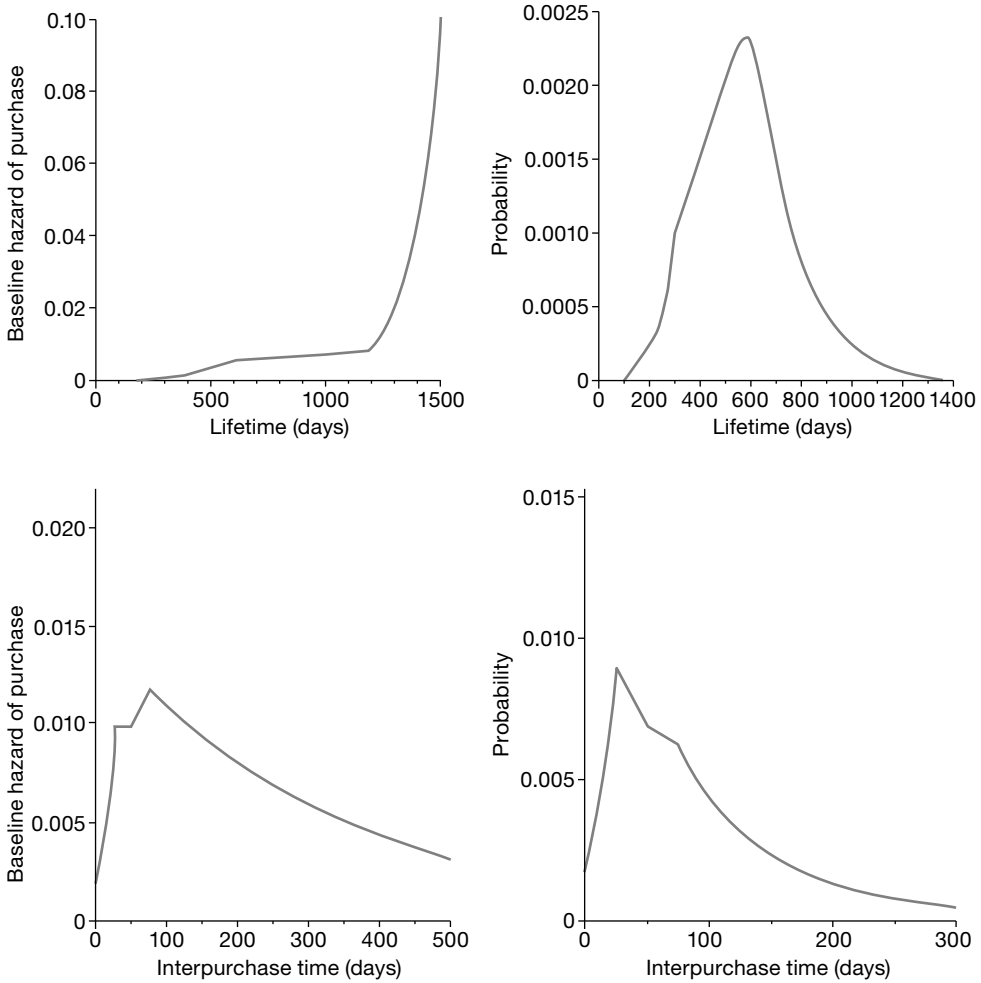 Baseline hazard of purchase
0.10
0.08
0.06
0.04
0.02
0
0 500 1000 1500
Lifetime (days)
Probability
0.0025
0.0020
0.0015
0.0010
0.0005
0
0 200 400 600 800 1000 1200 1400
Lifetime (days)
Baseline hazard of purchase
0.020
0.015
0.010
0.005
0
0 100 200 300 400 500
Interpurchase time (days)
Probability
0.015
0.010
0.005
0
0 100 200 300
Interpurchase time (days)